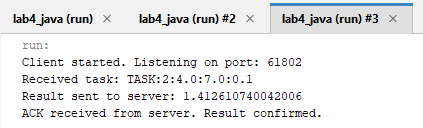 lab4_java (run) × lab4_java (run) #2 × lab4_java (run) #3 ×
run:
Client started. Listening on port: 61802
Received task: TASK:2:4.0:7.0:0.1
Result sent to server: 1.412610740042006
ACK received from server. Result confirmed.